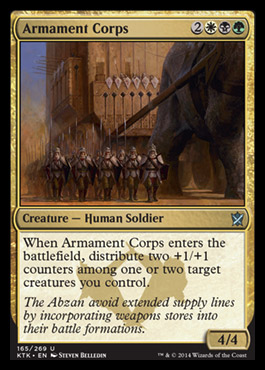 Armament Corps 2
Creature — Human Soldier
When Armament Corps enters the
battlefield, distribute two +1/+1
counters among one or two target
creatures you control.
The Abzan avoid extended supply lines
by incorporating weapons stores into
their battle formations.
4/4
165/269 U
KTK • EN STEVEN BELLEDIN
™ & © 2014 Wizards of the Coast